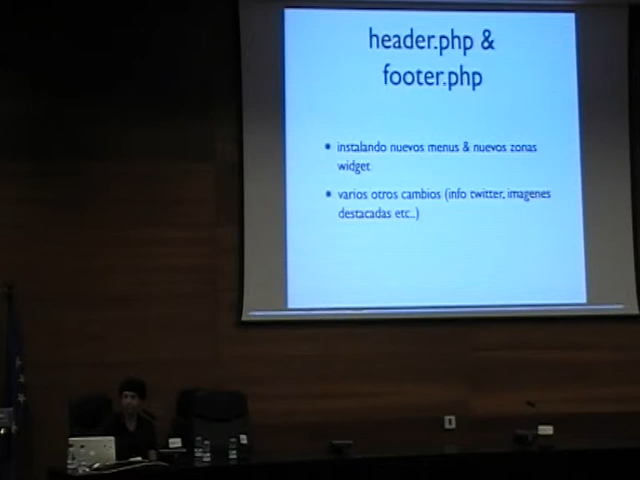 header.php &
footer.php
• instalando nuevos menus & nuevos zonas
widget
• varios otros cambios (info twitter, imagenes
destacadas etc..)